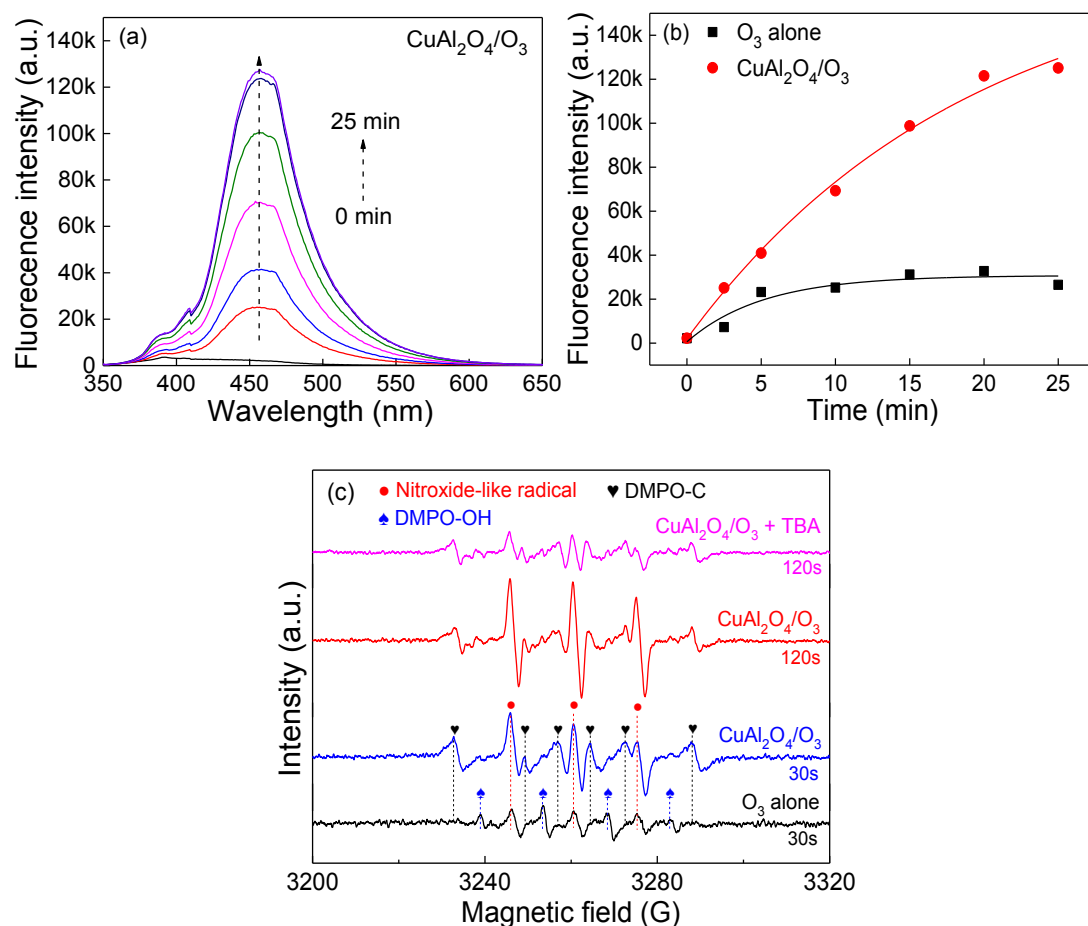 (a)
CuAl₂O₄/O₃
140k
120k
100k
80k
60k
40k
20k
0
25 min
0 min
350 400 450 500 550 600 650
Wavelength (nm)
Fluorecence intensity (a.u.)
(b)
■ O₃ alone
● CuAl₂O₄/O₃
140k
120k
100k
80k
60k
40k
20k
0
0 5 10 15 20 25
Time (min)
Fluorecence intensity (a.u.)
(c)
● Nitroxide-like radical ♥ DMPO-C
♠ DMPO-OH
CuAl₂O₄/O₃ + TBA
120s
CuAl₂O₄/O₃
120s
CuAl₂O₄/O₃
30s
O₃ alone
30s
3200 3240 3280 3320
Magnetic field (G)
Intensity (a.u.)